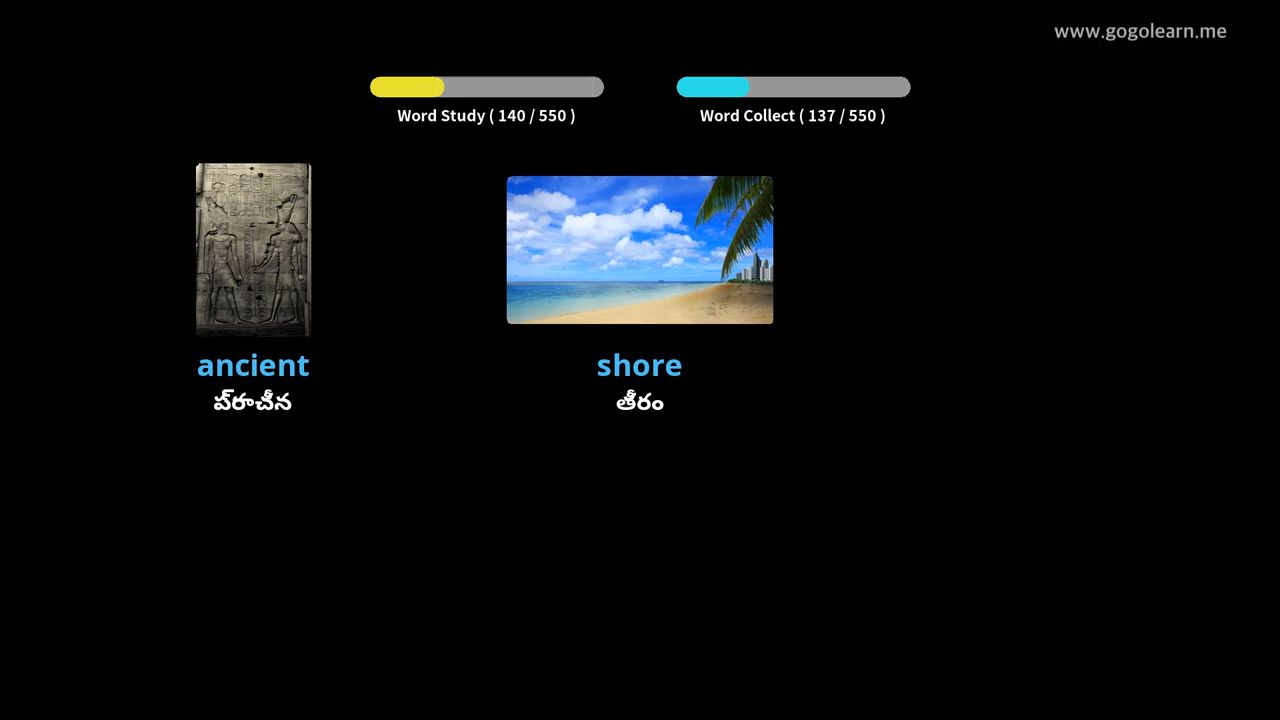 www.gogolearn.me
Word Study ( 140 / 550 )
Word Collect ( 137 / 550 )
ancient
ప్రాచీన
shore
తీరం